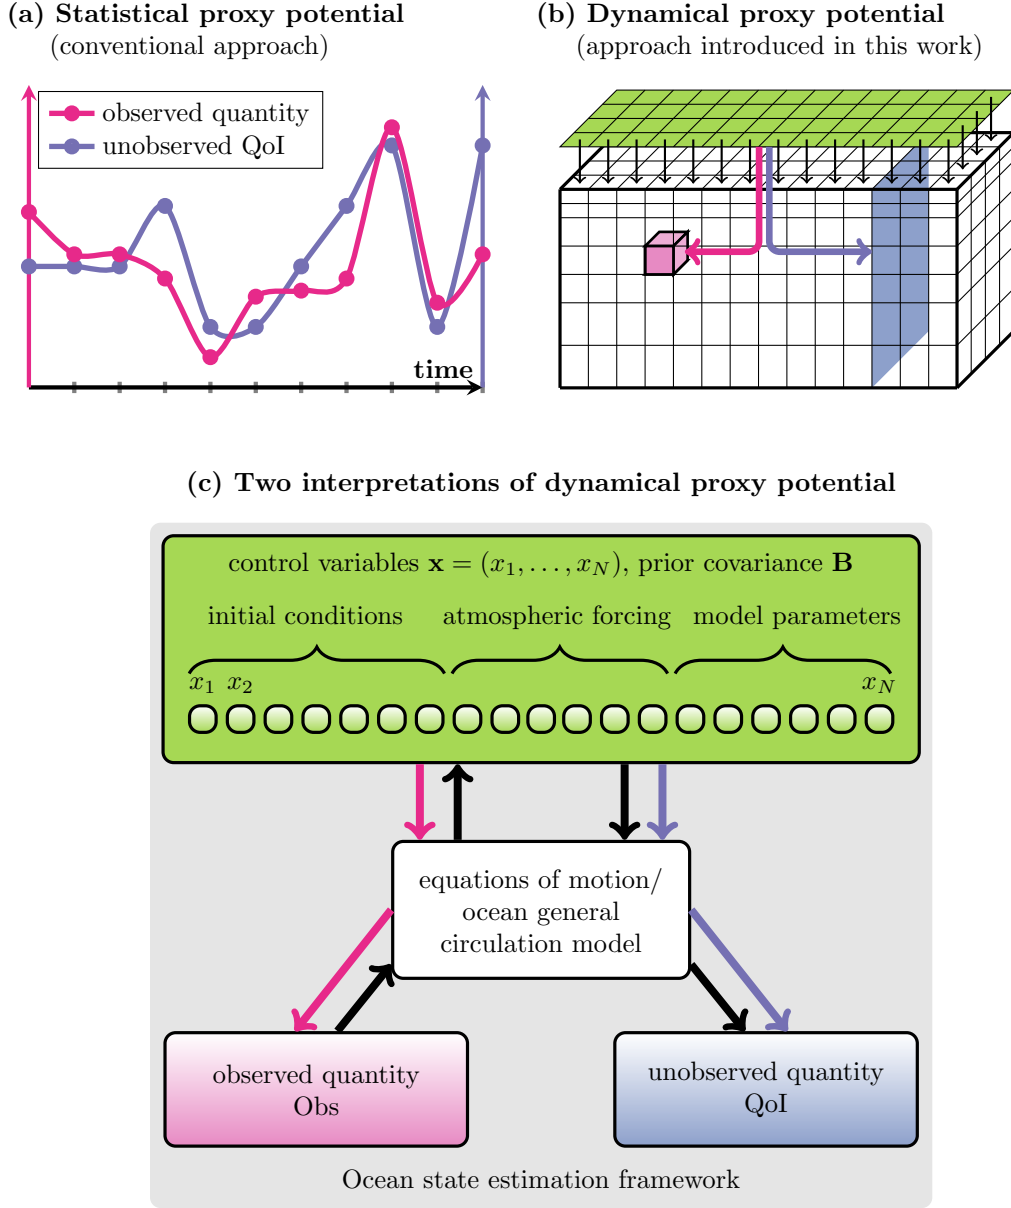 (a) Statistical proxy potential
(conventional approach)
observed quantity
unobserved QoI
time
(b) Dynamical proxy potential
(approach introduced in this work)
(c) Two interpretations of dynamical proxy potential
control variables x = (x₁, . . . , x_N), prior covariance B
initial conditions atmospheric forcing model parameters
x₁ x₂ x_N
equations of motion/
ocean general
circulation model
observed quantity
Obs
unobserved quantity
QoI
Ocean state estimation framework